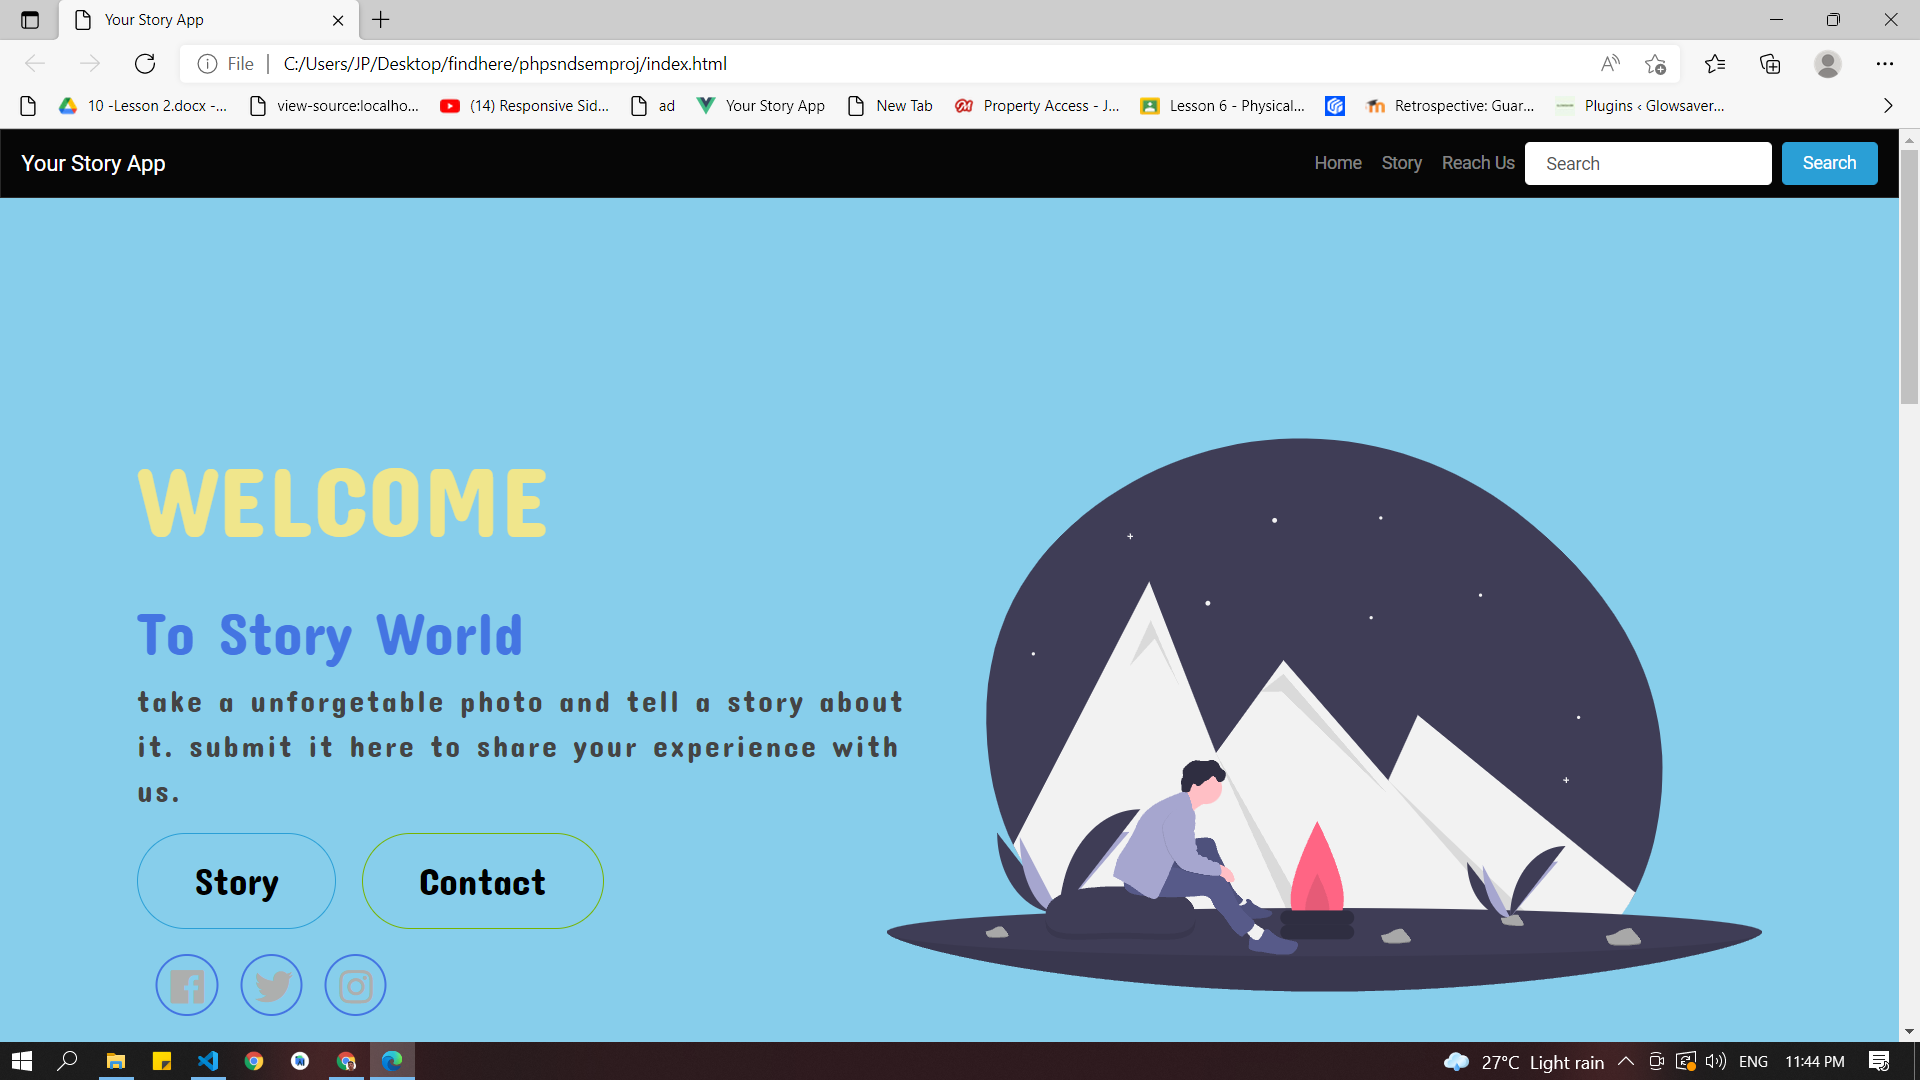 Your Story App
File | C:/Users/JP/Desktop/findhere/phpsndsemproj/index.html
10 -Lesson 2.docx -... view-source:localho... (14) Responsive Sid... ad Your Story App New Tab Property Access - J... Lesson 6 - Physical... Retrospective: Guar... Plugins ‹ Glowsaver...
Your Story App Home Story Reach Us Search Search
WELCOME
To Story World
take a unforgetable photo and tell a story about
it. submit it here to share your experience with
us.
Story Contact
27°C Light rain ENG 11:44 PM